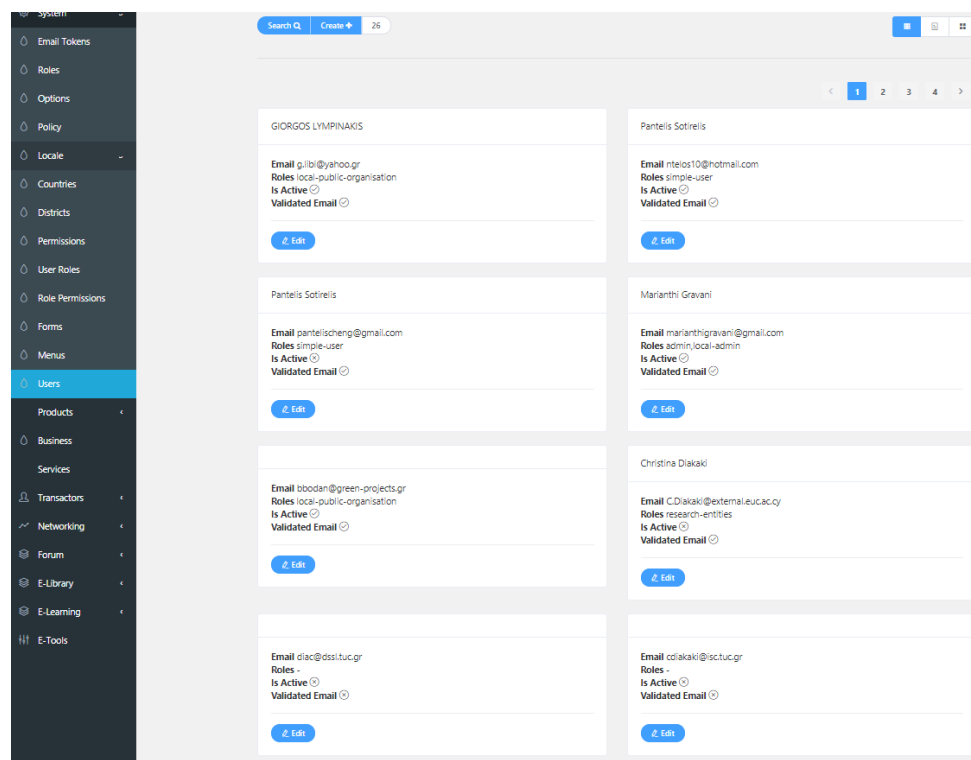 System
Email Tokens
Roles
Options
Policy
Locale
Countries
Districts
Permissions
User Roles
Role Permissions
Forms
Menus
Users
Products
Business
Services
Transactors
Networking
Forum
E-Library
E-Learning
E-Tools
Search Create 26
1 2 3 4
GIORGOS LYMPINAKIS
Email g.libi@yahoo.gr
Roles local-public-organisation
Is Active
Validated Email
Edit
Pantelis Sotirelis
Email ntelos10@hotmail.com
Roles simple-user
Is Active
Validated Email
Edit
Pantelis Sotirelis
Email pantelischeng@gmail.com
Roles simple-user
Is Active
Validated Email
Edit
Marianthi Gravani
Email marianthigravani@gmail.com
Roles admin,local-admin
Is Active
Validated Email
Edit
Email bbodan@green-projects.gr
Roles local-public-organisation
Is Active
Validated Email
Edit
Christina Diakaki
Email C.Diakaki@external.euc.ac.cy
Roles research-entities
Is Active
Validated Email
Edit
Email diac@dssl.tuc.gr
Roles -
Is Active
Validated Email
Edit
Email cdiakaki@isc.tuc.gr
Roles -
Is Active
Validated Email
Edit